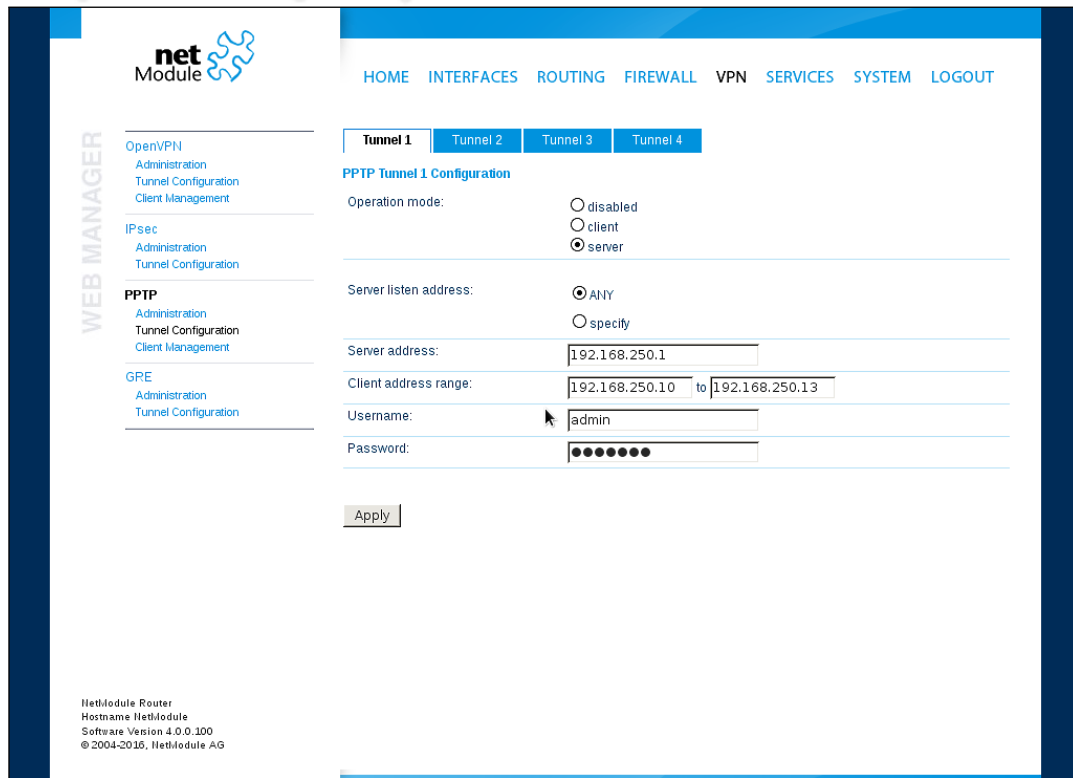 net
Module
HOME INTERFACES ROUTING FIREWALL VPN SERVICES SYSTEM LOGOUT
WEB MANAGER
OpenVPN
Administration
Tunnel Configuration
Client Management
IPsec
Administration
Tunnel Configuration
PPTP
Administration
Tunnel Configuration
Client Management
GRE
Administration
Tunnel Configuration
Tunnel 1 Tunnel 2 Tunnel 3 Tunnel 4
PPTP Tunnel 1 Configuration
Operation mode:
disabled
client
server
Server listen address:
ANY
specify
Server address: 192.168.250.1
Client address range: 192.168.250.10 to 192.168.250.13
Username: admin
Password: ●●●●●●●
Apply
NetModule Router
Hostname NetModule
Software Version 4.0.0.100
© 2004-2016, NetModule AG